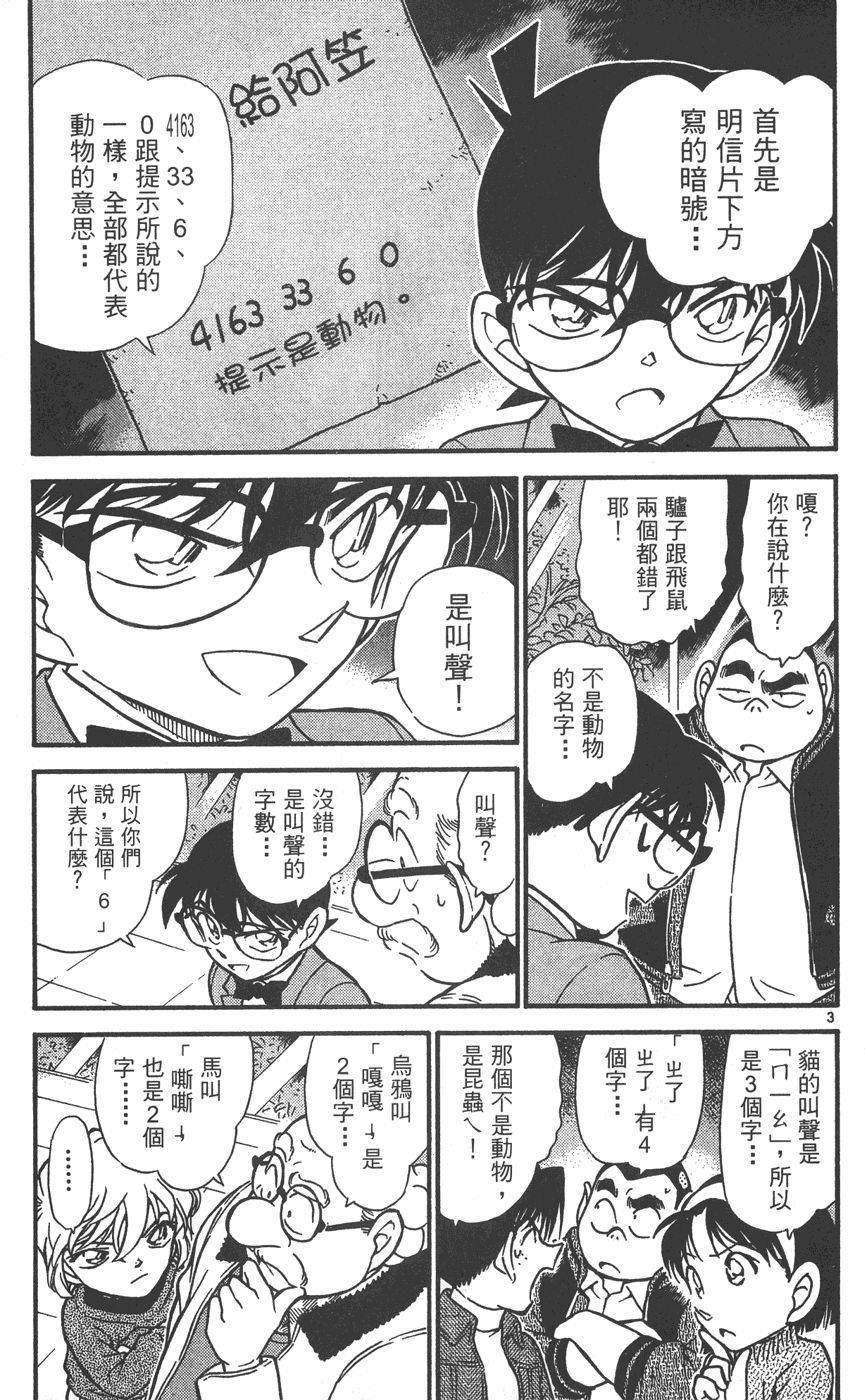 首先是
明信片下方
寫的暗號…
給阿笠
4163 33 6 0
提示是動物。
4163、33、6、
0跟提示所說的
一樣，全部都代表
動物的意思…
嗄？
你在說什麼？
驢子跟飛鼠
兩個都錯了
耶！
不是動物
的名字…
是叫聲！
叫聲？
沒錯…
是叫聲的
字數…
所以你們
說，這個「6」
代表什麼？
3
貓的叫聲是
「ㄇㄧㄠ」，所以
是3個字…
「ㄓㄌ
ㄓㄌ」有4
個字…
那個不是動物，
是昆蟲ㄟ！
烏鴉叫
「嘎嘎」，是
2個字…
馬叫
「嘶嘶」，
也是2個
字……
……